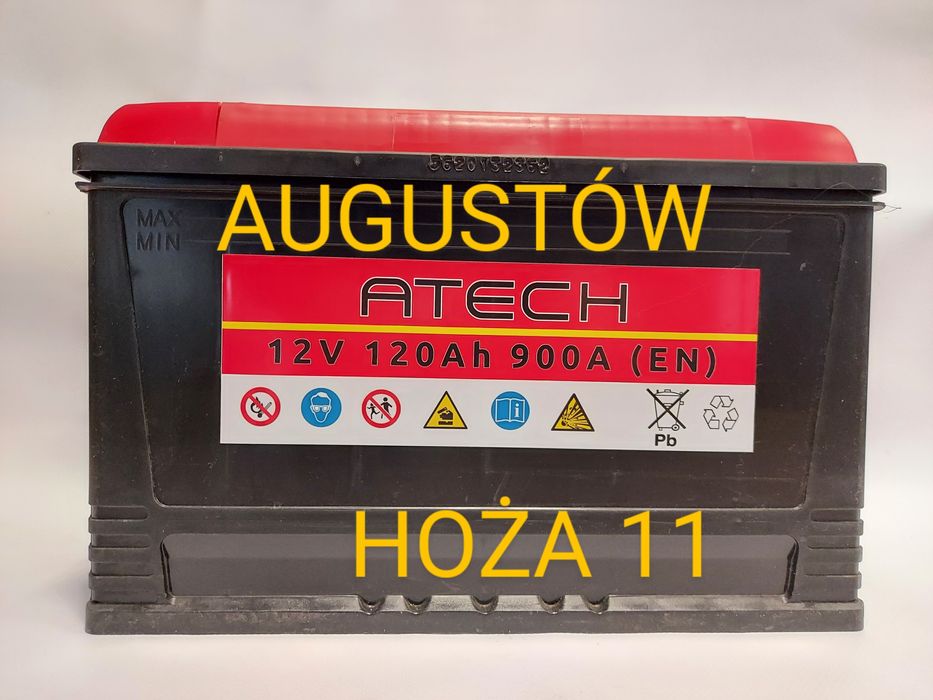 MAX
MIN
AUGUSTÓW
ATECH
12V 120Ah 900A (EN)
Pb
HOŻA 11